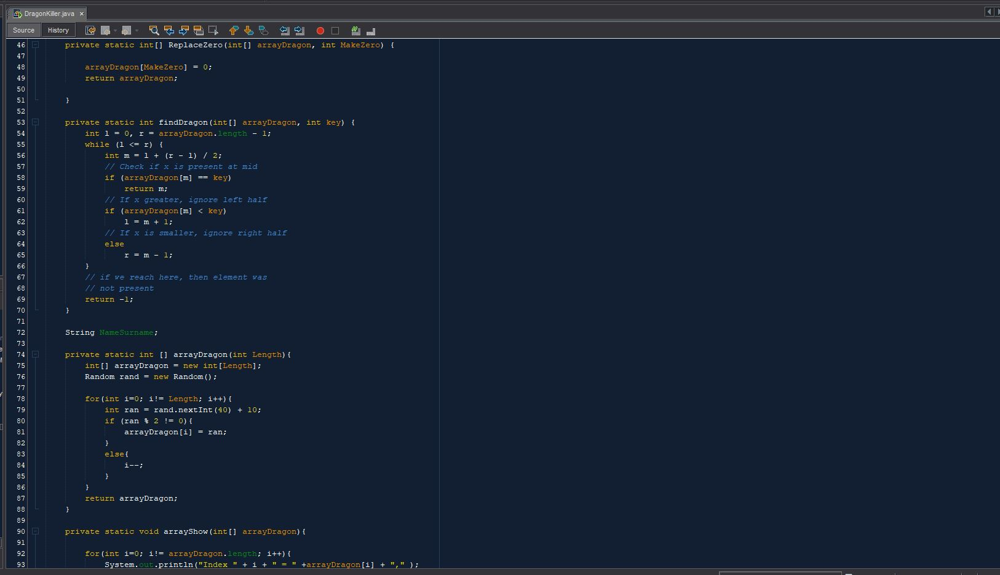 DragonKiller.java ×
Source History
46 private static int[] ReplaceZero(int[] arrayDragon, int MakeZero) {
47
48 arrayDragon[MakeZero] = 0;
49 return arrayDragon;
50
51 }
52
53 private static int findDragon(int[] arrayDragon, int key) {
54 int l = 0, r = arrayDragon.length - 1;
55 while (l <= r) {
56 int m = l + (r - l) / 2;
57 // Check if x is present at mid
58 if (arrayDragon[m] == key)
59 return m;
60 // If x greater, ignore left half
61 if (arrayDragon[m] < key)
62 l = m + 1;
63 // If x is smaller, ignore right half
64 else
65 r = m - 1;
66 }
67 // if we reach here, then element was
68 // not present
69 return -1;
70 }
71
72 String NameSurname;
73
74 private static int [] arrayDragon(int Length){
75 int[] arrayDragon = new int[Length];
76 Random rand = new Random();
77
78 for(int i=0; i!= Length; i++){
79 int ran = rand.nextInt(40) + 10;
80 if (ran % 2 != 0){
81 arrayDragon[i] = ran;
82 }
83 else{
84 i--;
85 }
86 }
87 return arrayDragon;
88 }
89
90 private static void arrayShow(int[] arrayDragon){
91
92 for(int i=0; i!= arrayDragon.length; i++){
93 System.out.println("Index " + i + " = " +arrayDragon[i] + "," );